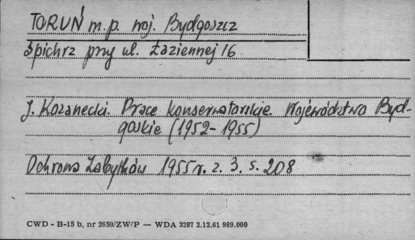 TORUŃ m.p. woj. Bydgoszcz
Spichrz przy ul. Łaziennej 16
J. Kozanecki. Prace konserwatorskie. Województwo Byd-
goskie (1952-1955)
Ochrona Zabytków 1955 r. z. 3. s. 208
CWD - B-15 b, nr 2659/ZW/P — WDA 3287 2.12.61 989.000